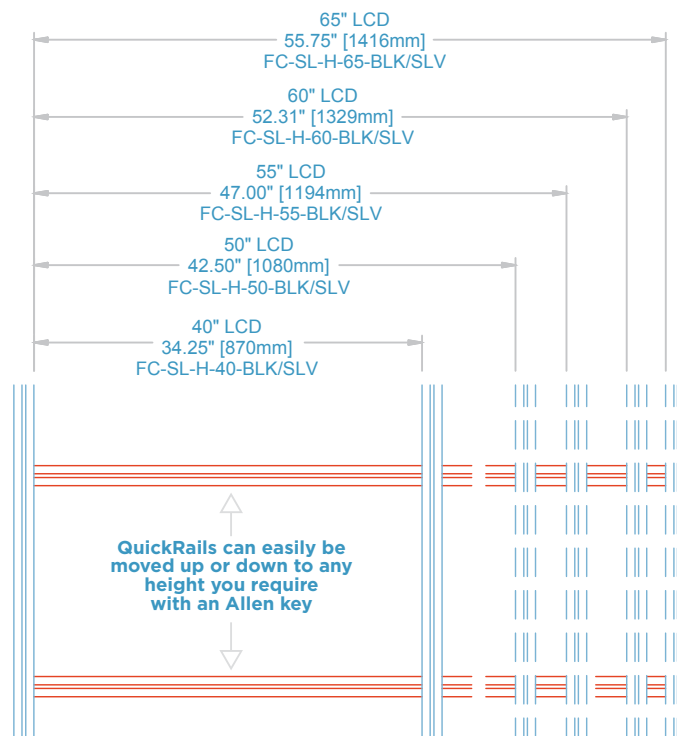 65" LCD
55.75" [1416mm]
FC-SL-H-65-BLK/SLV
60" LCD
52.31" [1329mm]
FC-SL-H-60-BLK/SLV
55" LCD
47.00" [1194mm]
FC-SL-H-55-BLK/SLV
50" LCD
42.50" [1080mm]
FC-SL-H-50-BLK/SLV
40" LCD
34.25" [870mm]
FC-SL-H-40-BLK/SLV
QuickRails can easily be
moved up or down to any
height you require
with an Allen key